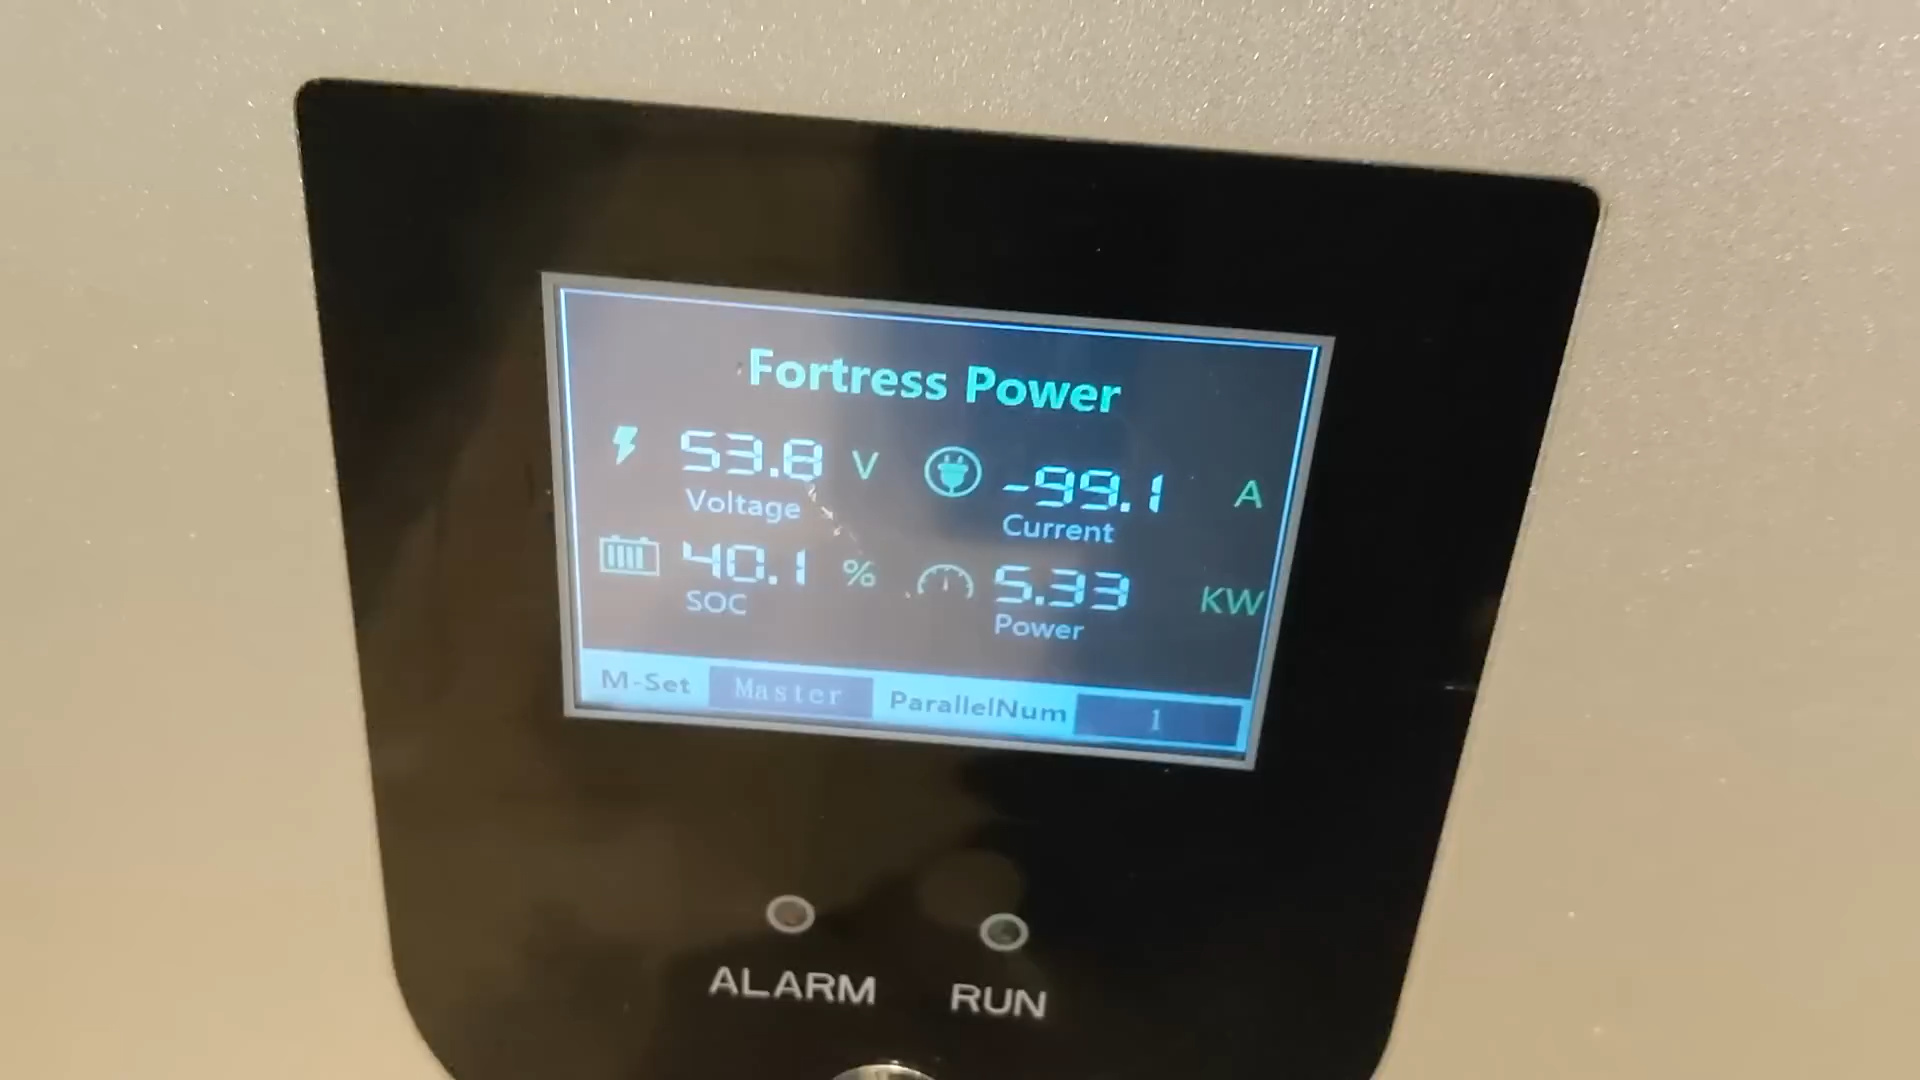 Fortress Power
53.8 V -99.1 A
Voltage Current
40.1 % 5.33 KW
SOC Power
M-Set Master ParallelNum 1
ALARM RUN